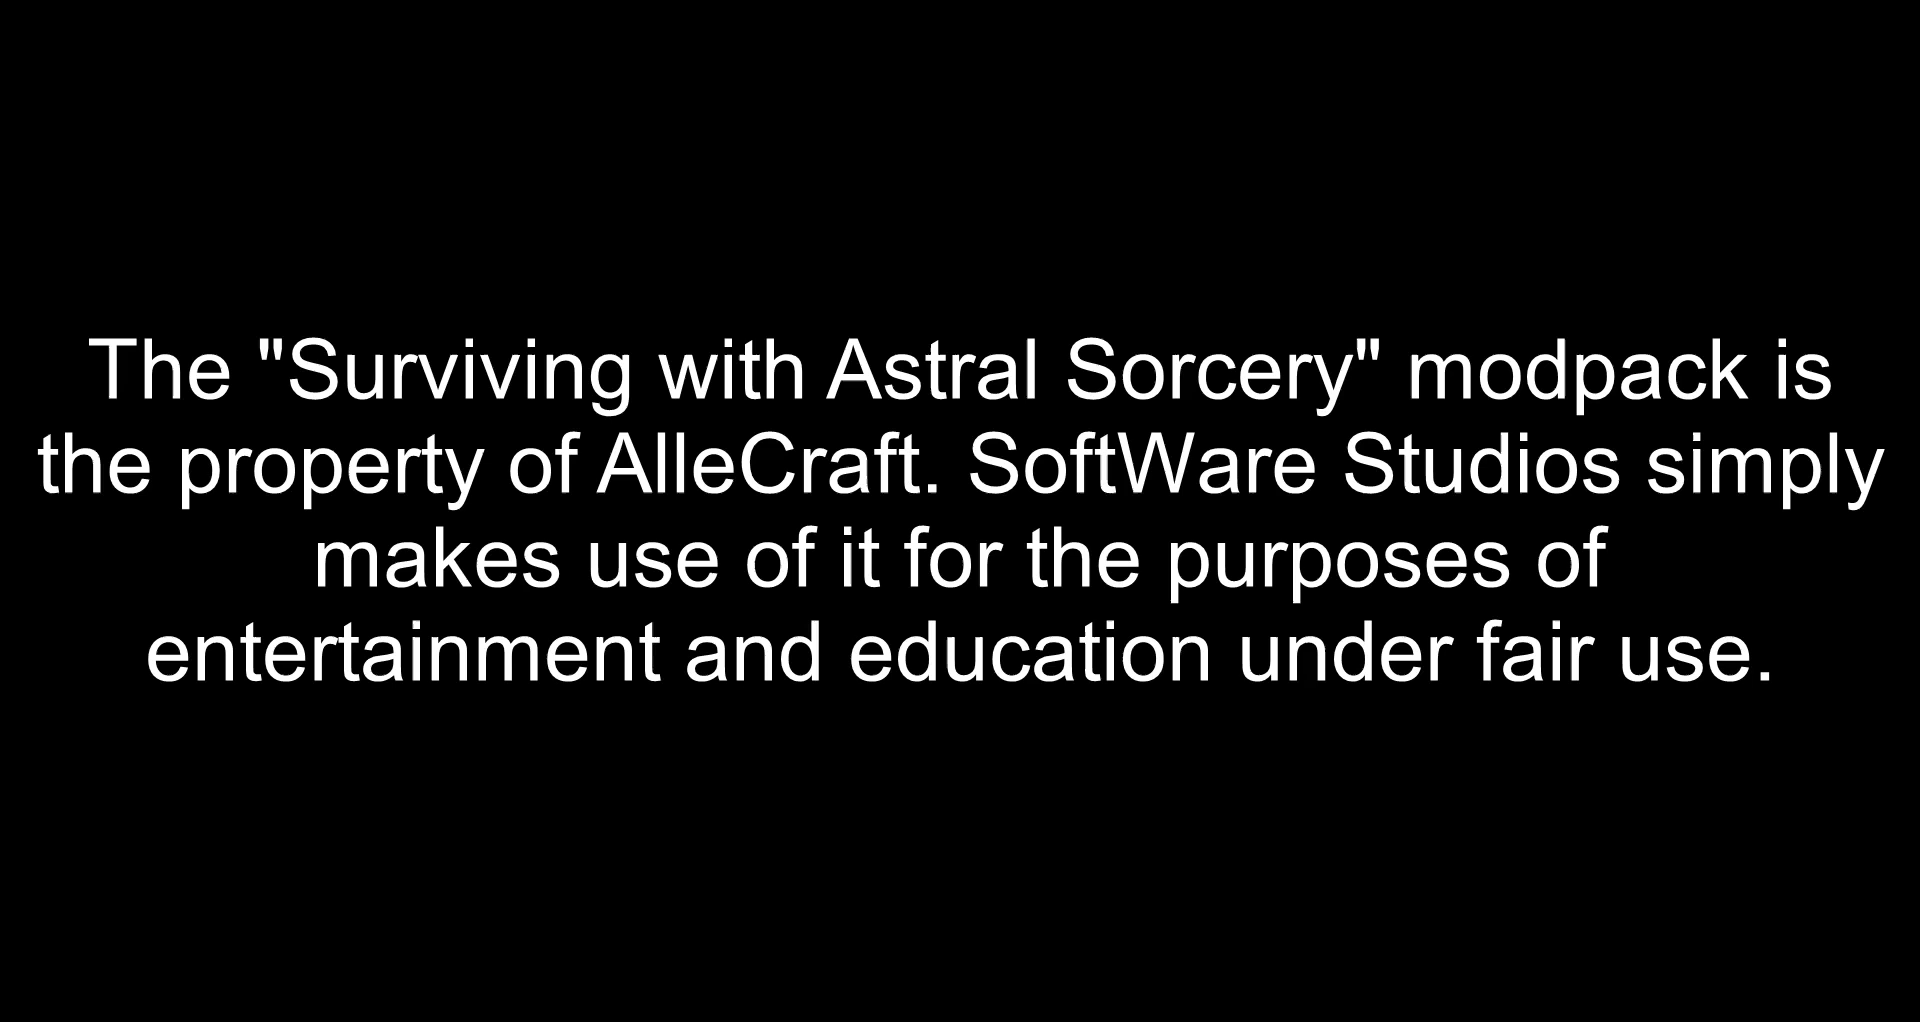 The "Surviving with Astral Sorcery" modpack is
the property of AlleCraft. SoftWare Studios simply
makes use of it for the purposes of
entertainment and education under fair use.